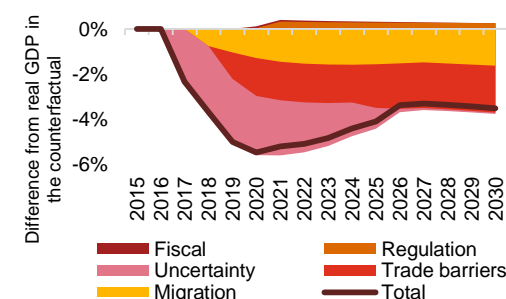 Difference from real GDP in
the counterfactual
0%
-2%
-4%
-6%
2015 2016 2017 2018 2019 2020 2021 2022 2023 2024 2025 2026 2027 2028 2029 2030
Fiscal Regulation
Uncertainty Trade barriers
Migration Total